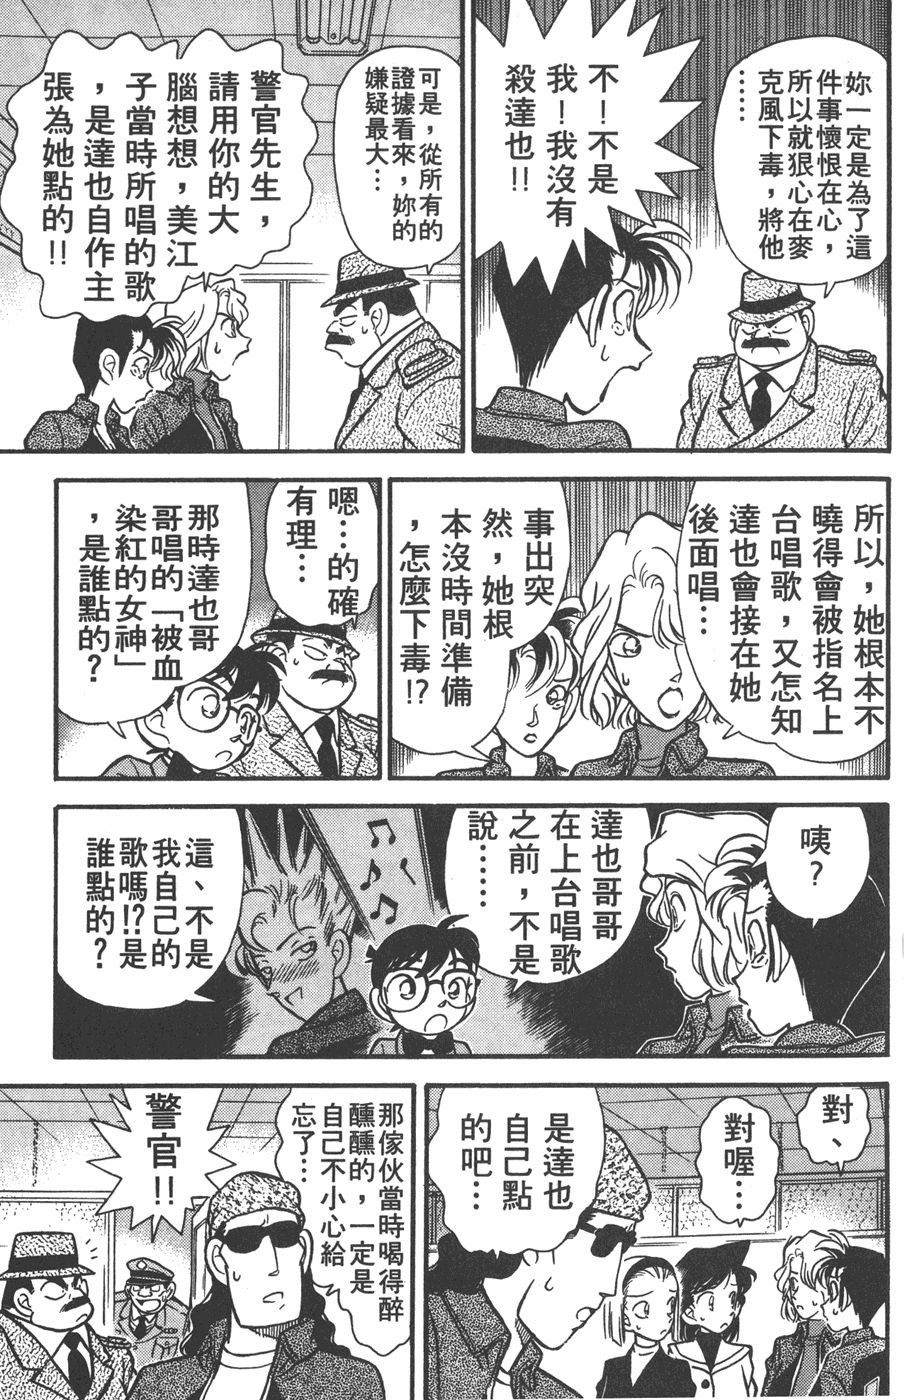 妳一定是為了這
件事懷恨在心，
所以就狠心在麥
克風下毒，將他
……
不！不是
我！我沒有
殺達也!!
可是，從所有的
證據看來，妳的
嫌疑最大…
警官先生，
請用你的大
腦想想，美江
子當時所唱的歌
，是達也自作主
張為她點的!!
所以，她根本不
曉得會被指名上
台唱歌，又怎知
達也會接在她
後面唱…
事出突
然，她根
本沒時間準備
，怎麼下毒!?
嗯…的確
有理…
那時達也哥
哥唱的「被血
染紅的女神」
，是誰點的？
咦？
達也哥哥
在上台唱歌
之前，不是
說……
這、不是
我自己的
歌嗎!?是
誰點的？
對、
對喔…
是達也
自己點
的吧…
那傢伙當時喝得醉
醺醺的，一定是
自己不小心給
忘了…
警官!!